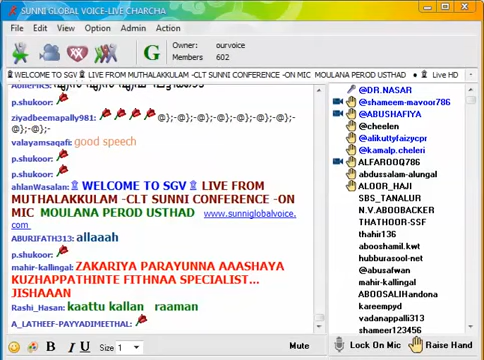 SUNNI GLOBAL VOICE-LIVE CHARCHA
File Edit View Option Admin Action
G
Owner: ourvoice
Members 602
WELCOME TO SGV LIVE FROM MUTHALAKKULAM -CLT SUNNI CONFERENCE -ON MIC MOULANA PEROD USTHAD Live HD
p.shukoor:
ziyadbeemapally981: @};-@};-@};-@};-
@};-@};-
valayamsaqafi: good speech
p.shukoor:
p.shukoor:
ahlanWasalan: WELCOME TO SGV LIVE FROM
MUTHALAKKULAM -CLT SUNNI CONFERENCE -ON
MIC MOULANA PEROD USTHAD www.sunniglobalvoice.
com
ABURIFATH313: allaaah
p.shukoor:
mahir-kallingal: ZAKARIYA PARAYUNNA AAASHAYA
KUZHAPPATHINTE FITHNAA SPECIALIST...
JISHAAAN
Rashi_Hasan: kaattu kallan raaman
A_LATHEEF-PAYYADIMEETHAL:
B I U Size 1 Mute
@DR.NASAR
@shameem-mavoor786
@ABUSHAFIYA
@cheelen
@alikuttyfaizycpr
@kamalp.cheleri
ALFAROOQ786
abdussalam-alungal
ALOOR_HAJI
SBS_TANALUR
N.V.ABOOBACKER
THATHOOR-SSF
thahir136
abooshamil.kwt
hubburasool-net
@abusafwan
mahir-kallingal
ABOOSALIHandona
kareempyd
vadanappalli313
shameer123456
Lock On Mic Raise Hand